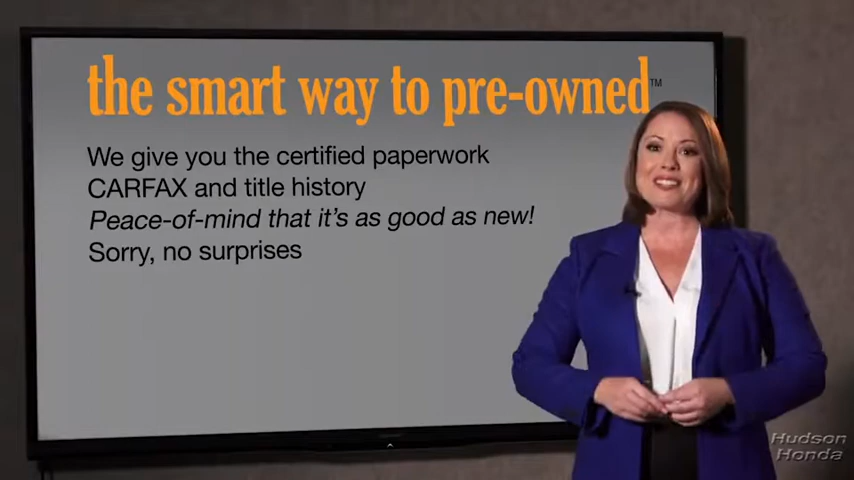 the smart way to pre-owned™
We give you the certified paperwork
CARFAX and title history
Peace-of-mind that it's as good as new!
Sorry, no surprises
Hudson
Honda